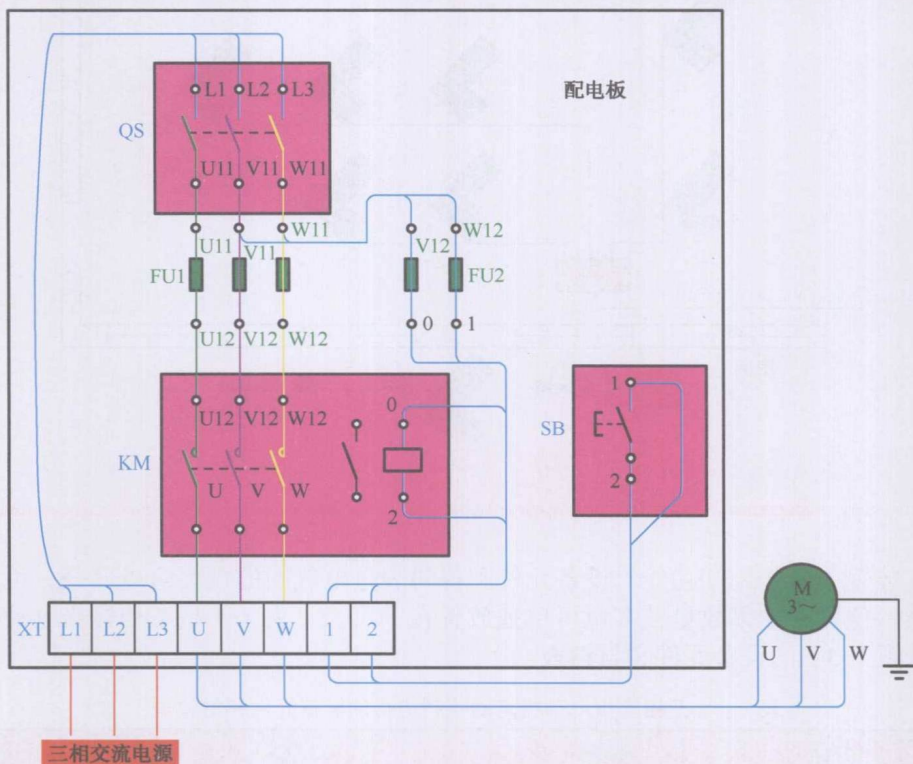 配电板
L1 L2 L3
QS
U11 V11 W11
U11 V11 W11
V12 W12
FU1
FU2
U12 V12 W12
0 1
U12 V12 W12
0
1
SB
KM
U V W
2
2
M
3～
XT L1 L2 L3 U V W 1 2
U V W
三相交流电源